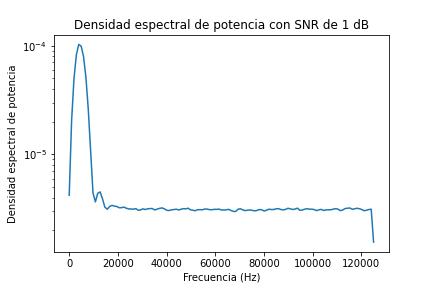 Densidad espectral de potencia con SNR de 1 dB
Densidad espectral de potencia
10⁻⁴
10⁻⁵
0 20000 40000 60000 80000 100000 120000
Frecuencia (Hz)